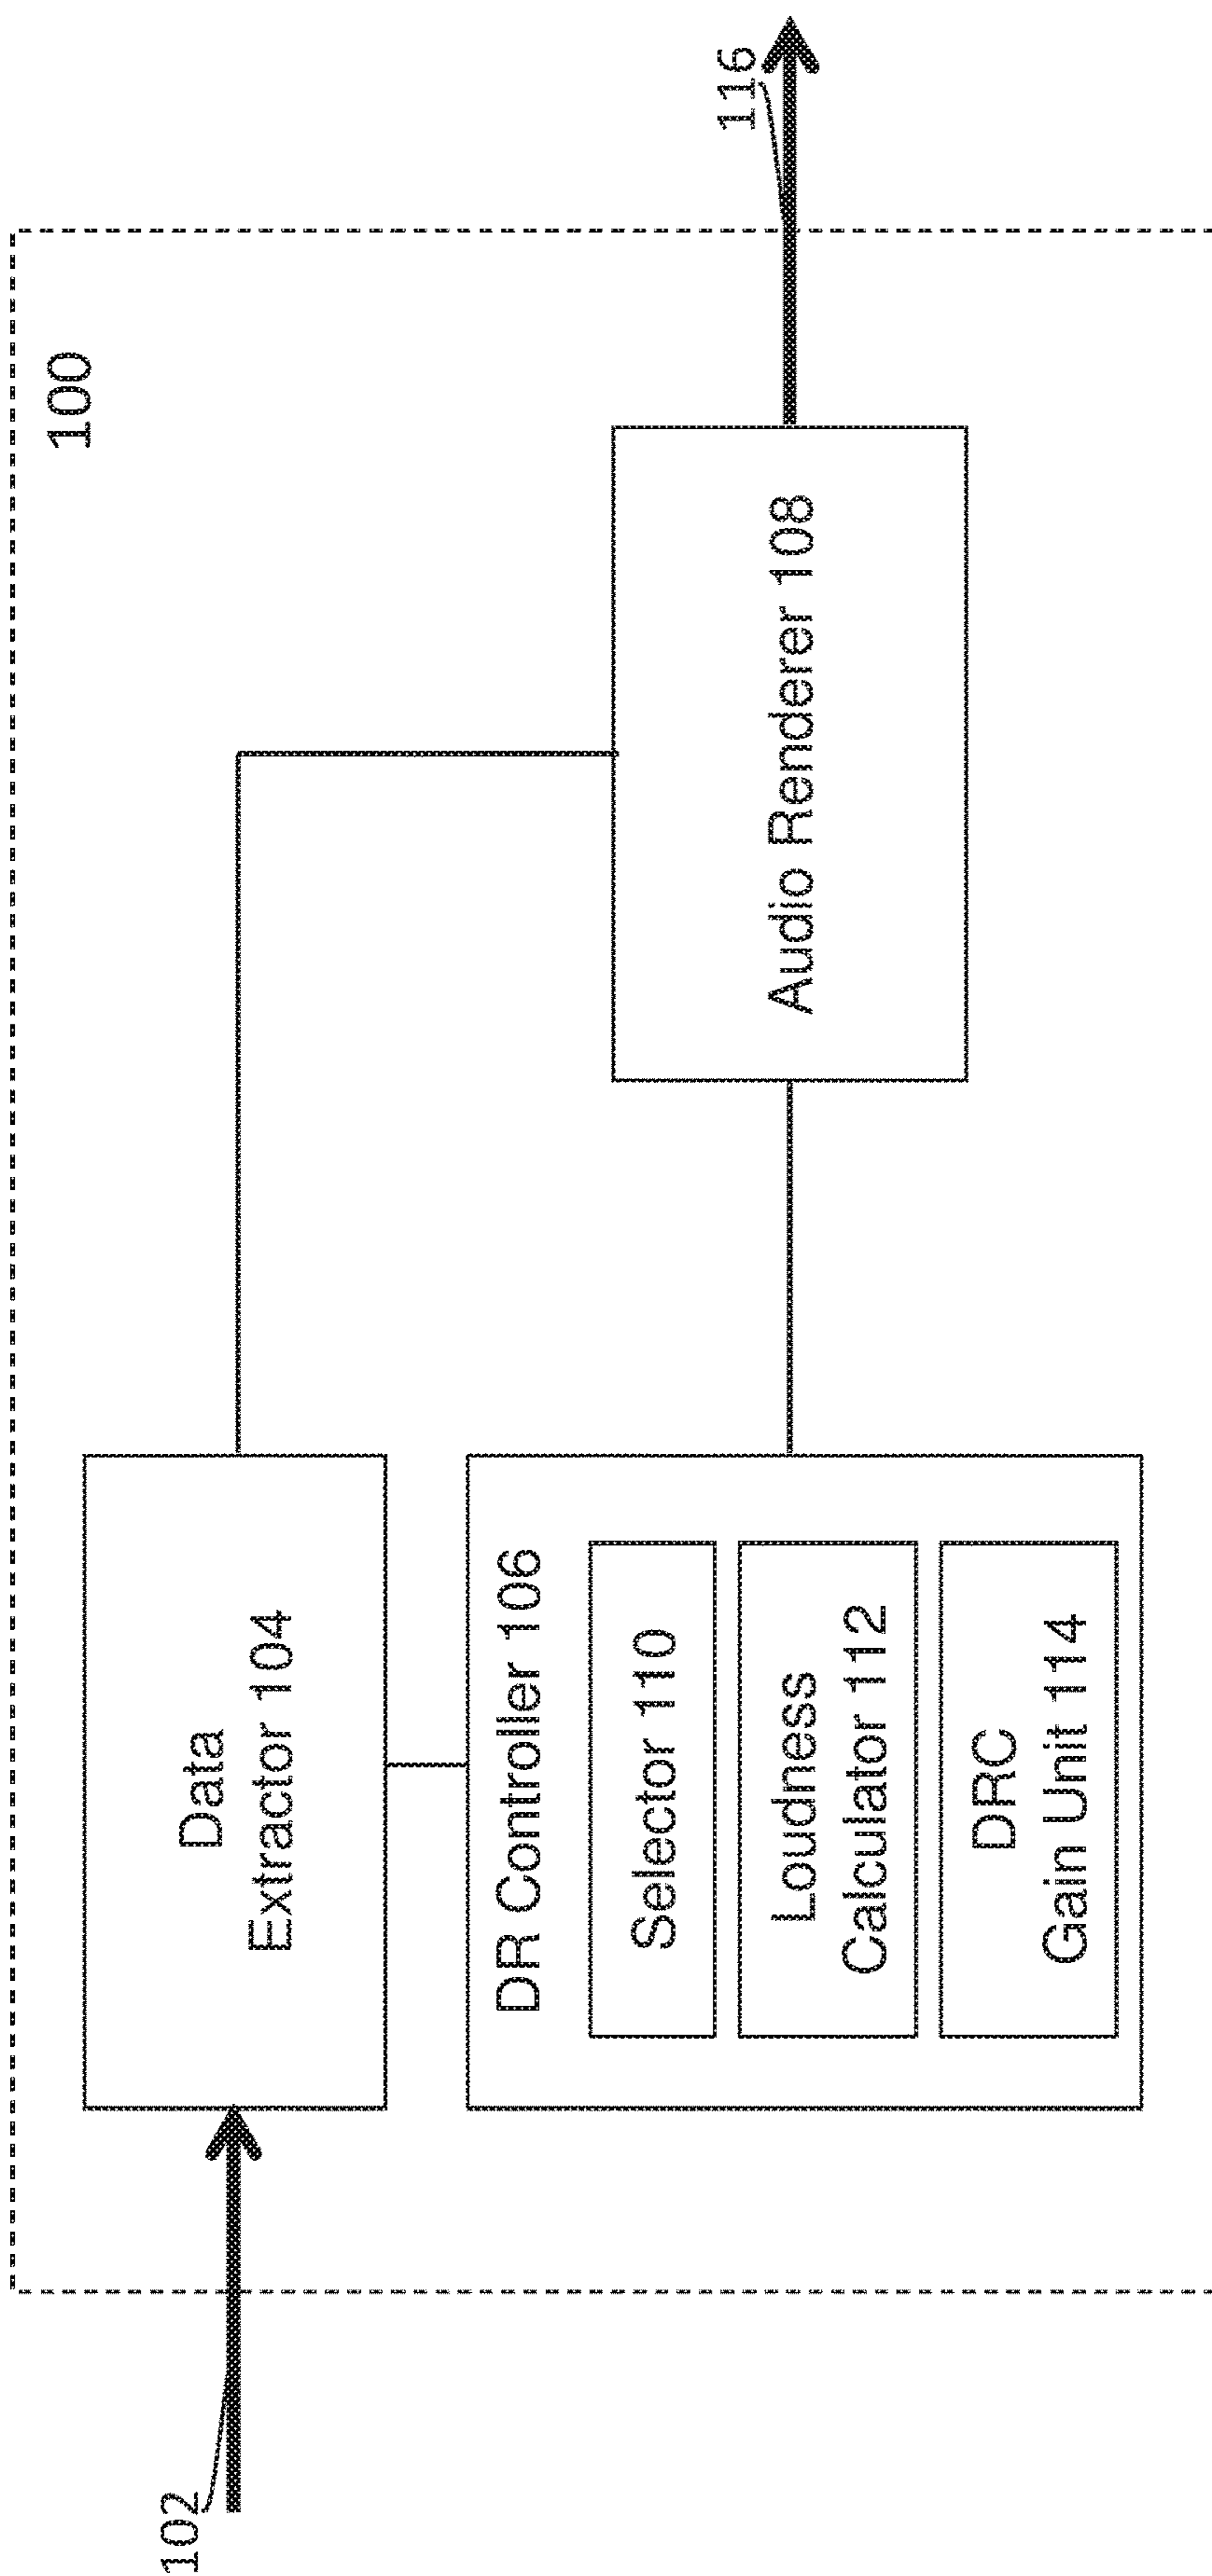 100
102
Data
Extractor 104
DR Controller 106
Selector 110
Loudness
Calculator 112
DRC
Gain Unit 114
Audio Renderer 108
116